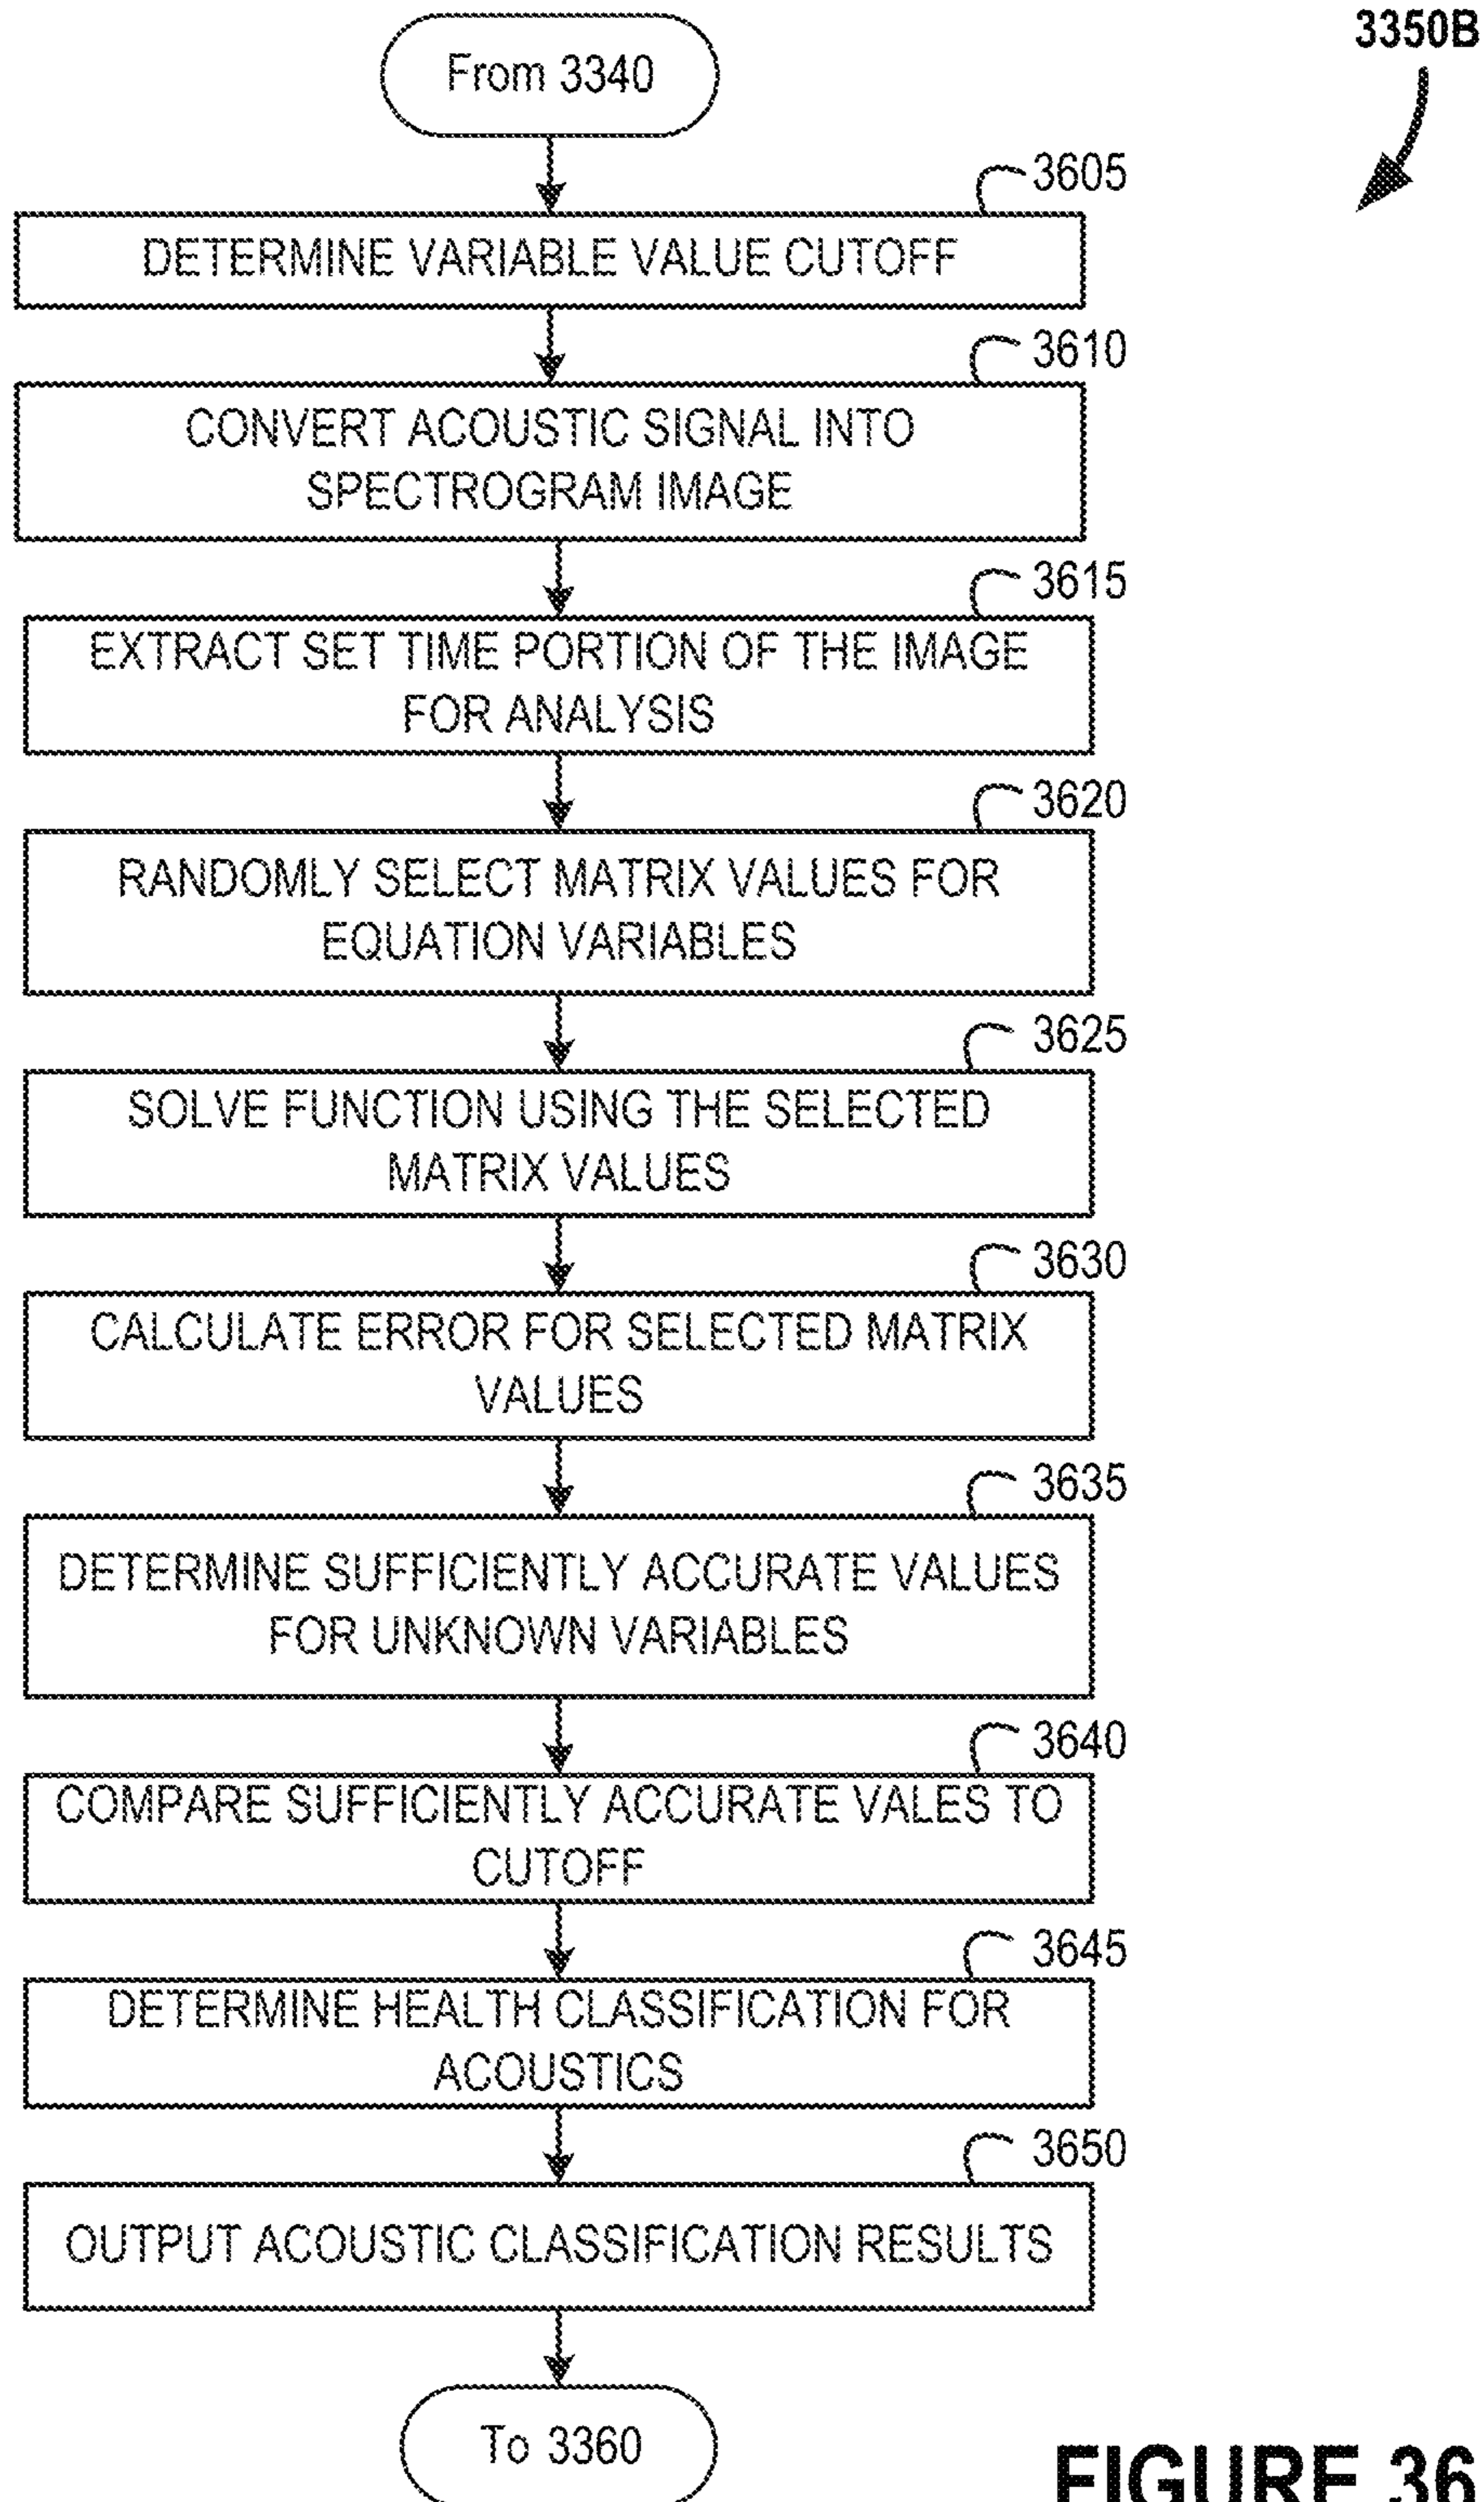 3350B
From 3340
3605
DETERMINE VARIABLE VALUE CUTOFF
3610
CONVERT ACOUSTIC SIGNAL INTO
SPECTROGRAM IMAGE
3615
EXTRACT SET TIME PORTION OF THE IMAGE
FOR ANALYSIS
3620
RANDOMLY SELECT MATRIX VALUES FOR
EQUATION VARIABLES
3625
SOLVE FUNCTION USING THE SELECTED
MATRIX VALUES
3630
CALCULATE ERROR FOR SELECTED MATRIX
VALUES
3635
DETERMINE SUFFICIENTLY ACCURATE VALUES
FOR UNKNOWN VARIABLES
3640
COMPARE SUFFICIENTLY ACCURATE VALES TO
CUTOFF
3645
DETERMINE HEALTH CLASSIFICATION FOR
ACOUSTICS
3650
OUTPUT ACOUSTIC CLASSIFICATION RESULTS
To 3360
FIGURE 36